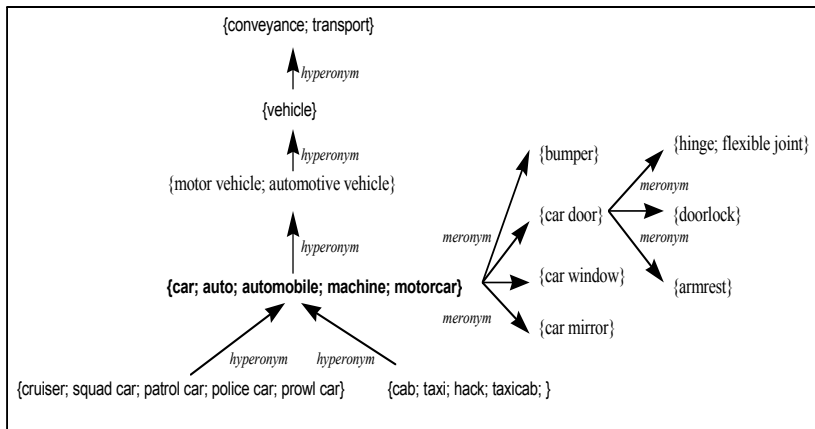 {conveyance; transport}
hyperonym
{vehicle}
hyperonym
{motor vehicle; automotive vehicle}
hyperonym
{car; auto; automobile; machine; motorcar}
hyperonym
hyperonym
{cruiser; squad car; patrol car; police car; prowl car}
{cab; taxi; hack; taxicab; }
meronym
meronym
{bumper}
{car door}
{car window}
{car mirror}
meronym
meronym
{hinge; flexible joint}
{doorlock}
{armrest}